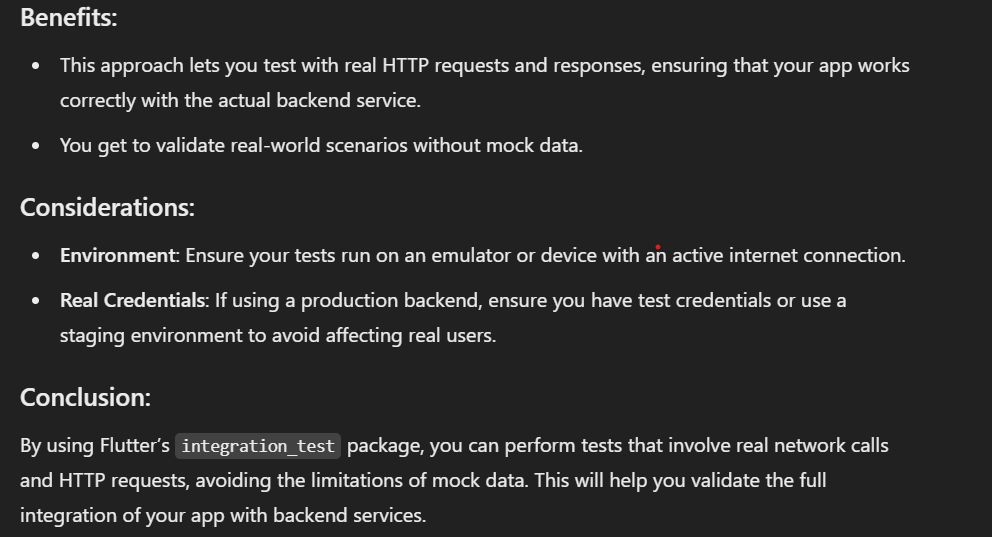 Benefits:
• This approach lets you test with real HTTP requests and responses, ensuring that your app works
correctly with the actual backend service.
• You get to validate real-world scenarios without mock data.
Considerations:
• Environment: Ensure your tests run on an emulator or device with an active internet connection.
• Real Credentials: If using a production backend, ensure you have test credentials or use a
staging environment to avoid affecting real users.
Conclusion:
By using Flutter’s integration_test package, you can perform tests that involve real network calls
and HTTP requests, avoiding the limitations of mock data. This will help you validate the full
integration of your app with backend services.